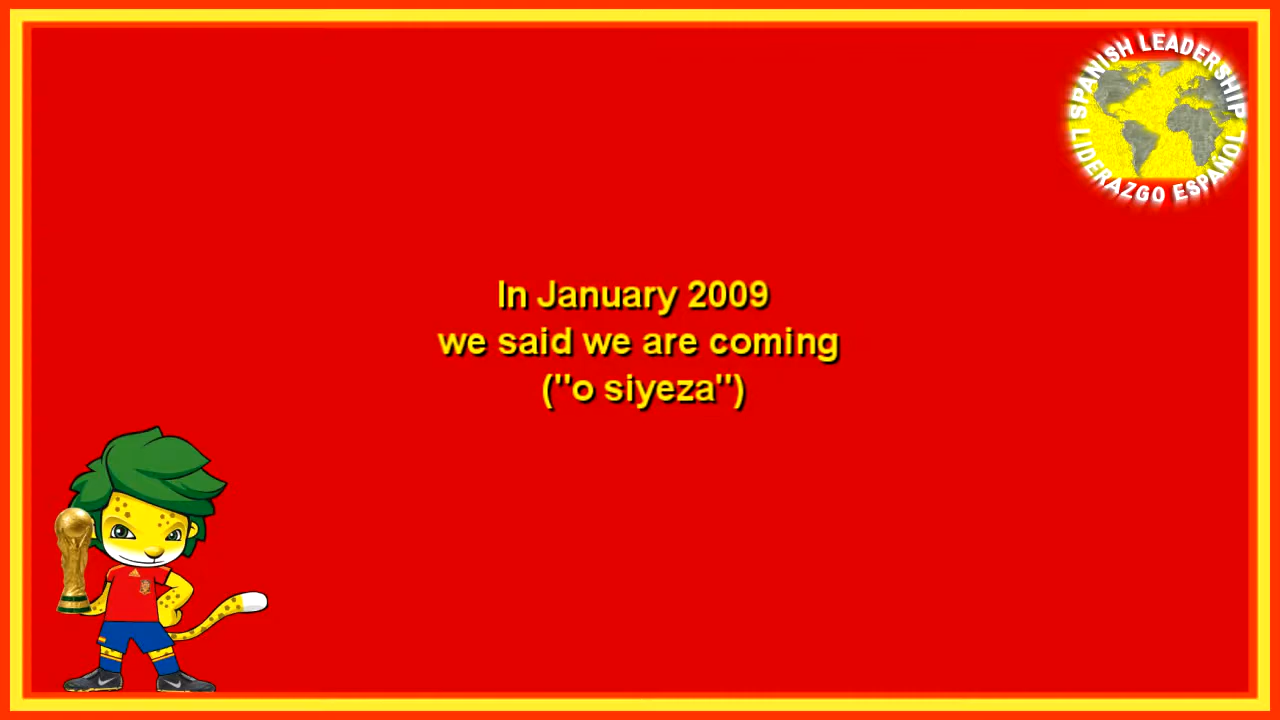 SPANISH LEADERSHIP
LIDERAZGO ESPAÑOL
In January 2009
we said we are coming
("o siyeza")